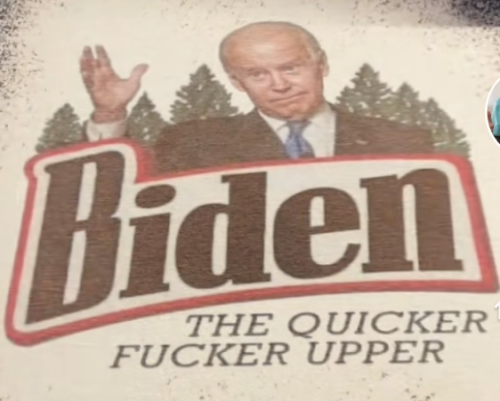 Biden
THE QUICKER
FUCKER UPPER